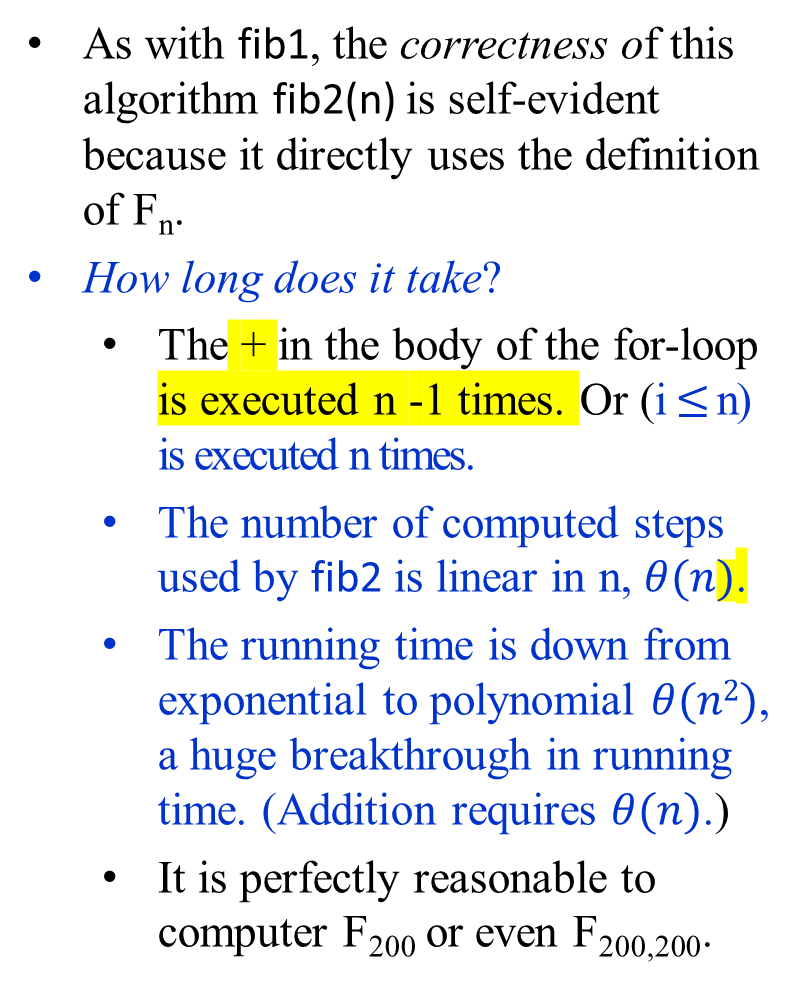 • As with fib1, the correctness of this
algorithm fib2(n) is self-evident
because it directly uses the definition
of Fₙ.
• How long does it take?
• The + in the body of the for-loop
is executed n -1 times. Or (i ≤ n)
is executed n times.
• The number of computed steps
used by fib2 is linear in n, θ(n).
• The running time is down from
exponential to polynomial θ(n²),
a huge breakthrough in running
time. (Addition requires θ(n).)
• It is perfectly reasonable to
computer F₂₀₀ or even F₂₀₀,₂₀₀.